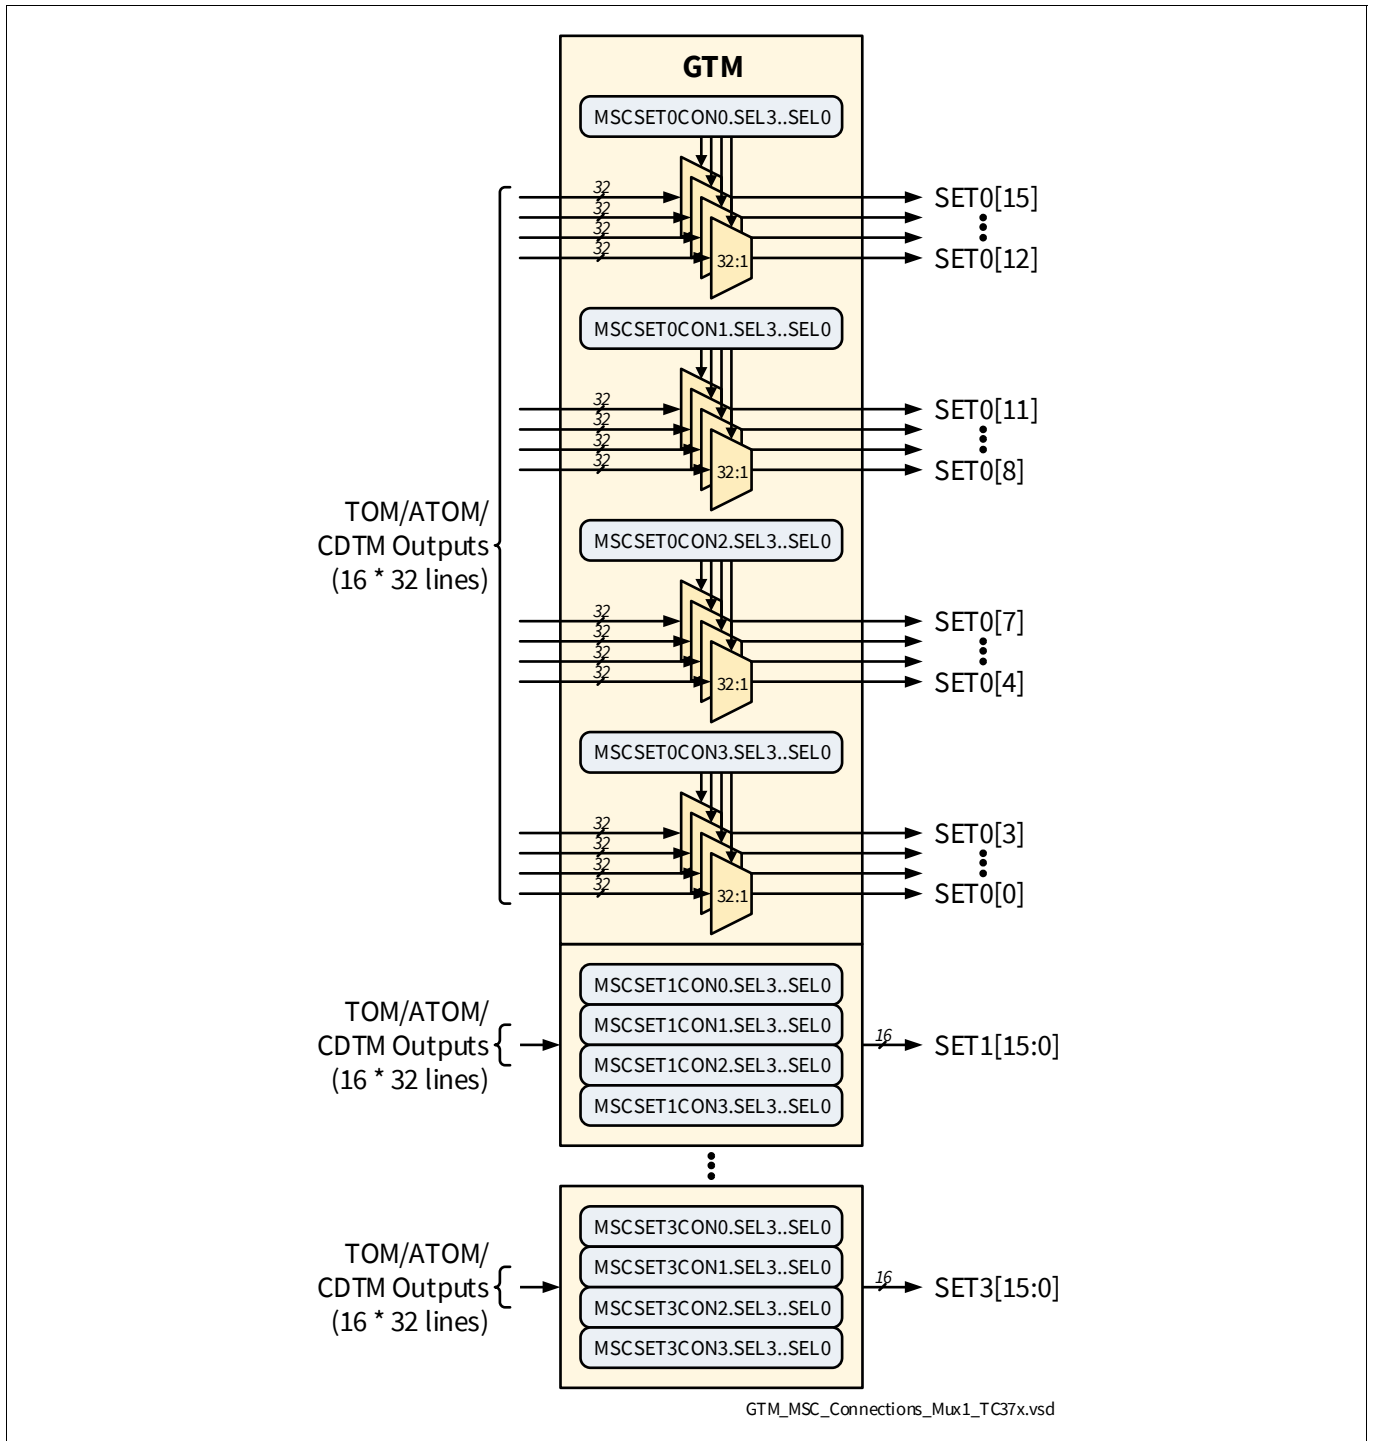 GTM
MSCSET0CON0.SEL3..SEL0
32
32
32
32
32:1
SET0[15]
SET0[12]
MSCSET0CON1.SEL3..SEL0
32
32
32
32
32:1
SET0[11]
SET0[8]
TOM/ATOM/
CDTM Outputs
(16 * 32 lines)
MSCSET0CON2.SEL3..SEL0
32
32
32
32
32:1
SET0[7]
SET0[4]
MSCSET0CON3.SEL3..SEL0
32
32
32
32
32:1
SET0[3]
SET0[0]
TOM/ATOM/
CDTM Outputs
(16 * 32 lines)
MSCSET1CON0.SEL3..SEL0
MSCSET1CON1.SEL3..SEL0
MSCSET1CON2.SEL3..SEL0
MSCSET1CON3.SEL3..SEL0
16
SET1[15:0]
TOM/ATOM/
CDTM Outputs
(16 * 32 lines)
MSCSET3CON0.SEL3..SEL0
MSCSET3CON1.SEL3..SEL0
MSCSET3CON2.SEL3..SEL0
MSCSET3CON3.SEL3..SEL0
16
SET3[15:0]
GTM_MSC_Connections_Mux1_TC37x.vsd